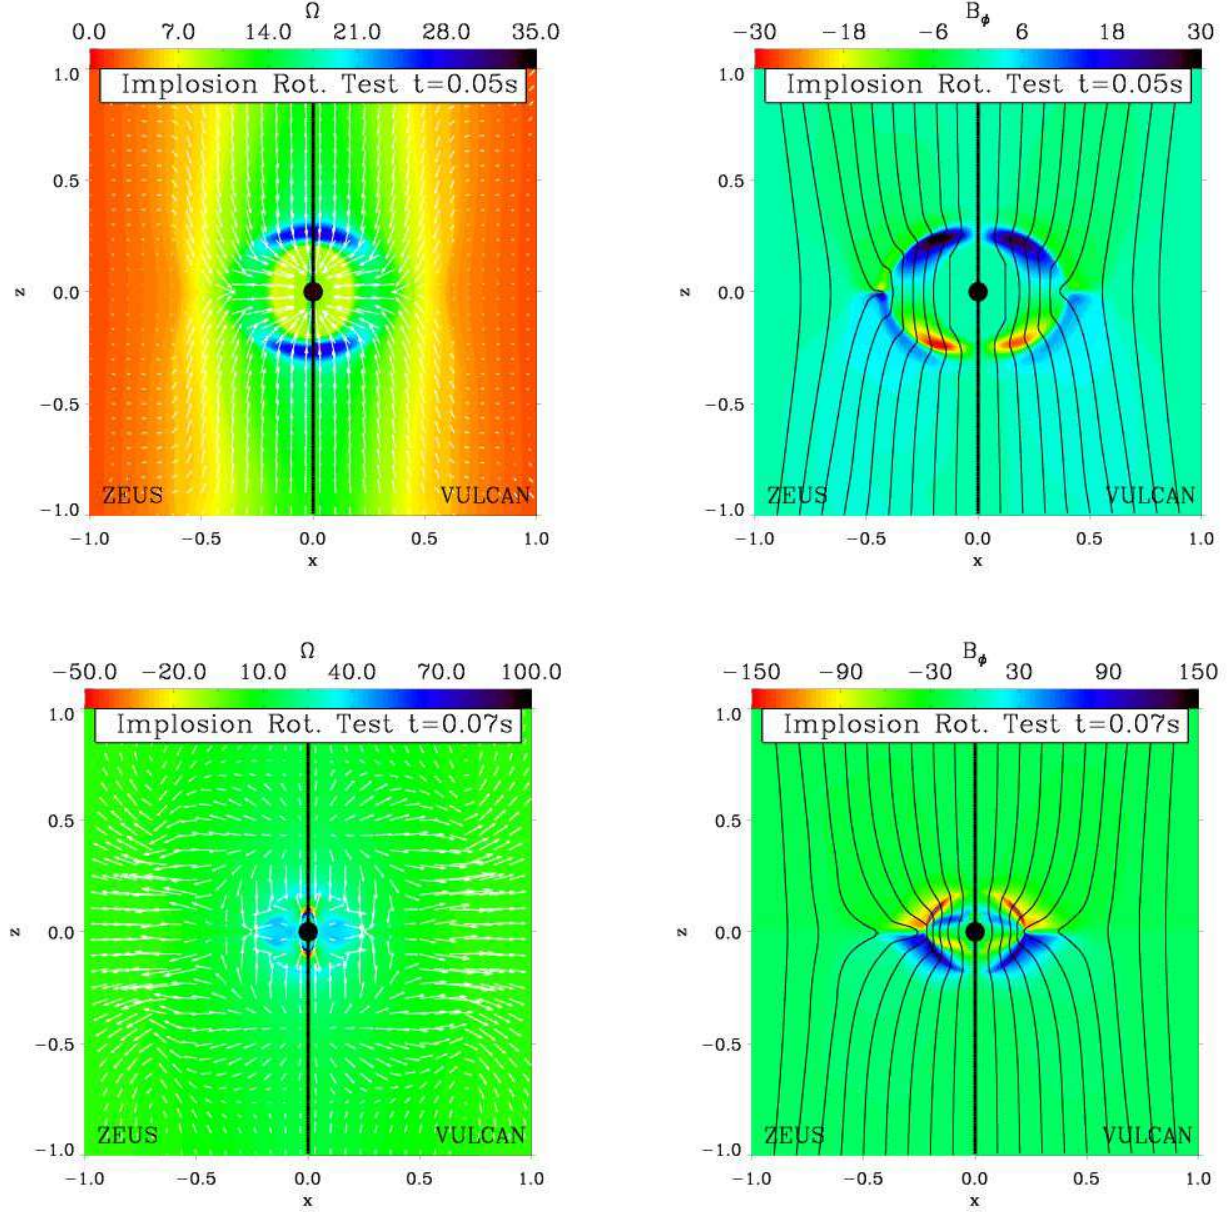 Ω
0.0 7.0 14.0 21.0 28.0 35.0
Implosion Rot. Test t=0.05s
1.0
0.5
0.0
−0.5
−1.0
z
ZEUS VULCAN
−1.0 −0.5 0.0 0.5 1.0
x
B_ϕ
−30 −18 −6 6 18 30
Implosion Rot. Test t=0.05s
1.0
0.5
0.0
−0.5
−1.0
z
ZEUS VULCAN
−1.0 −0.5 0.0 0.5 1.0
x
Ω
−50.0 −20.0 10.0 40.0 70.0 100.0
Implosion Rot. Test t=0.07s
1.0
0.5
0.0
−0.5
−1.0
z
ZEUS VULCAN
−1.0 −0.5 0.0 0.5 1.0
x
B_ϕ
−150 −90 −30 30 90 150
Implosion Rot. Test t=0.07s
1.0
0.5
0.0
−0.5
−1.0
z
ZEUS VULCAN
−1.0 −0.5 0.0 0.5 1.0
x